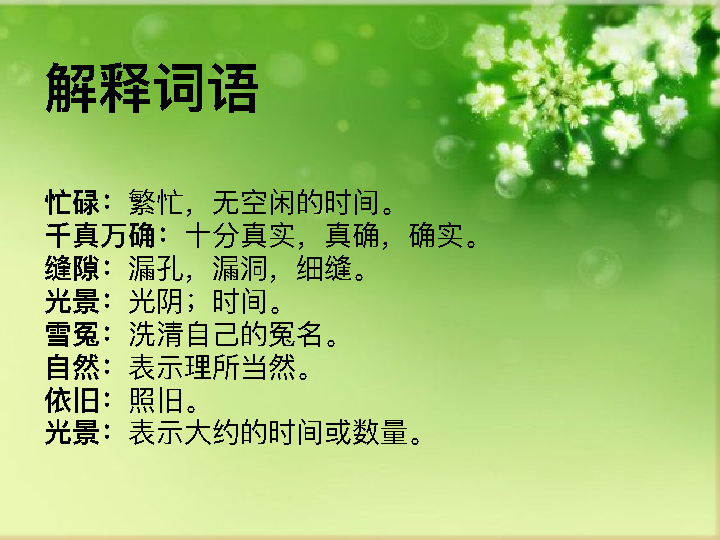 解释词语
忙碌：繁忙，无空闲的时间。
千真万确：十分真实，真确，确实。
缝隙：漏孔，漏洞，细缝。
光景：光阴；时间。
雪冤：洗清自己的冤名。
自然：表示理所当然。
依旧：照旧。
光景：表示大约的时间或数量。